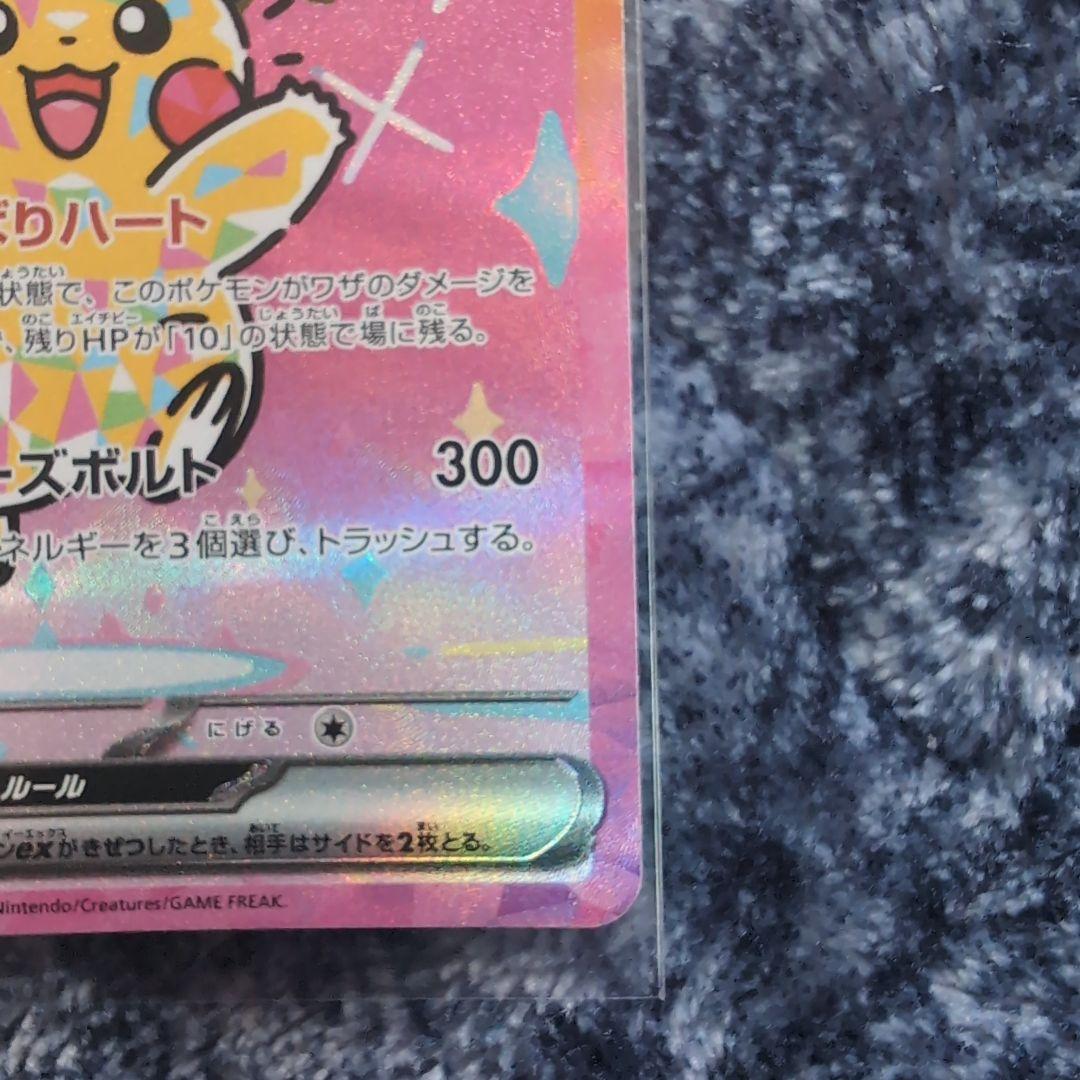 ばりハート
状態で、このポケモンがワザのダメージを
、残りHPが「10」の状態で場に残る。
ーズボルト 300
ネルギーを3個選び、トラッシュする。
にげる
ルール
ンexがきぜつしたとき、相手はサイドを2枚とる。
Nintendo/Creatures/GAME FREAK.